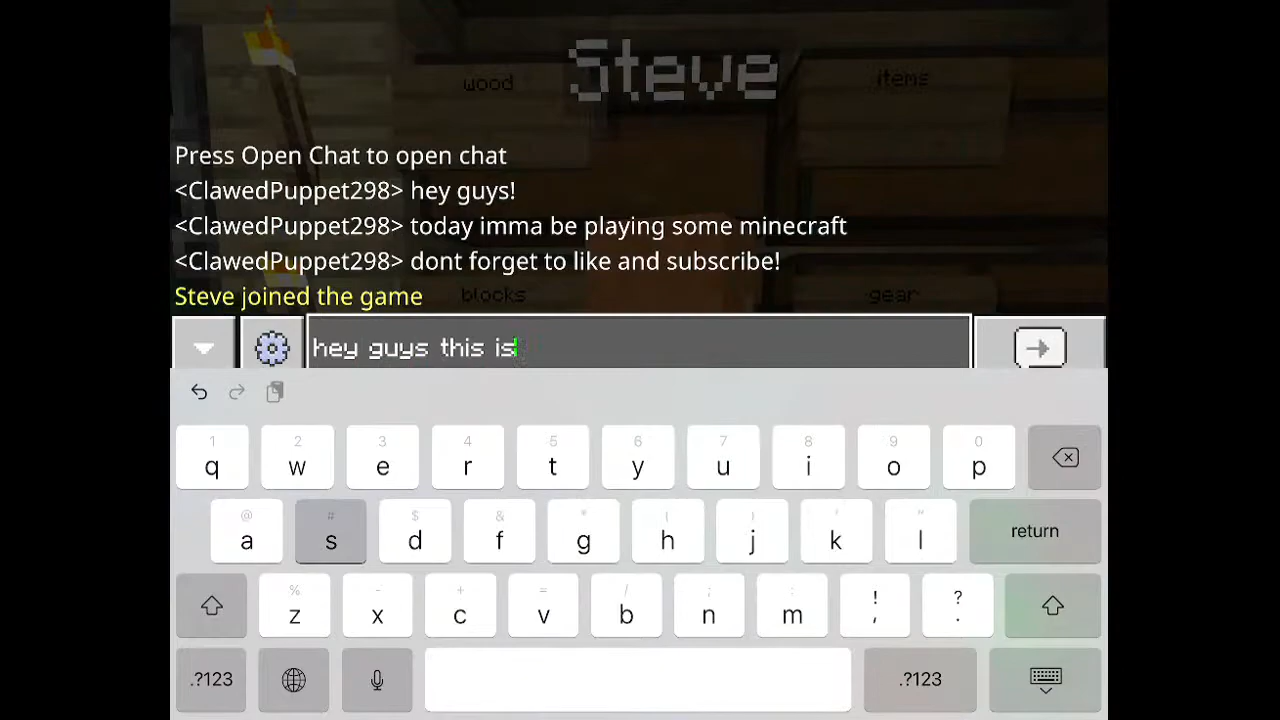 Steve
wood
items
Press Open Chat to open chat
<ClawedPuppet298> hey guys!
<ClawedPuppet298> today imma be playing some minecraft
<ClawedPuppet298> dont forget to like and subscribe!
Steve joined the game
blocks
gear
hey guys this is
1 2 3 4 5 6 7 8 9 0
q w e r t y u i o p
@ # $ & * ( ) ' "
a s d f g h j k l return
% - + = / ; : ! ?
z x c v b n m , .
.?123 .?123